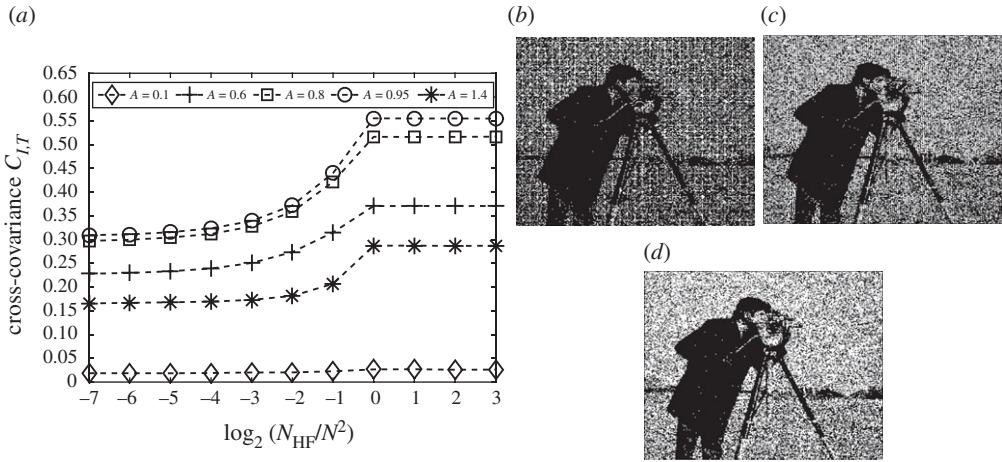 (a)
(b)
(c)
0.65
0.60
0.55
0.50
0.45
0.40
0.35
0.30
0.25
0.20
0.15
0.10
0.05
0
A = 0.1 A = 0.6 A = 0.8 A = 0.95 A = 1.4
cross-covariance C_{I,T}
–7 –6 –5 –4 –3 –2 –1 0 1 2 3
log₂ (N_HF/N²)
(d)